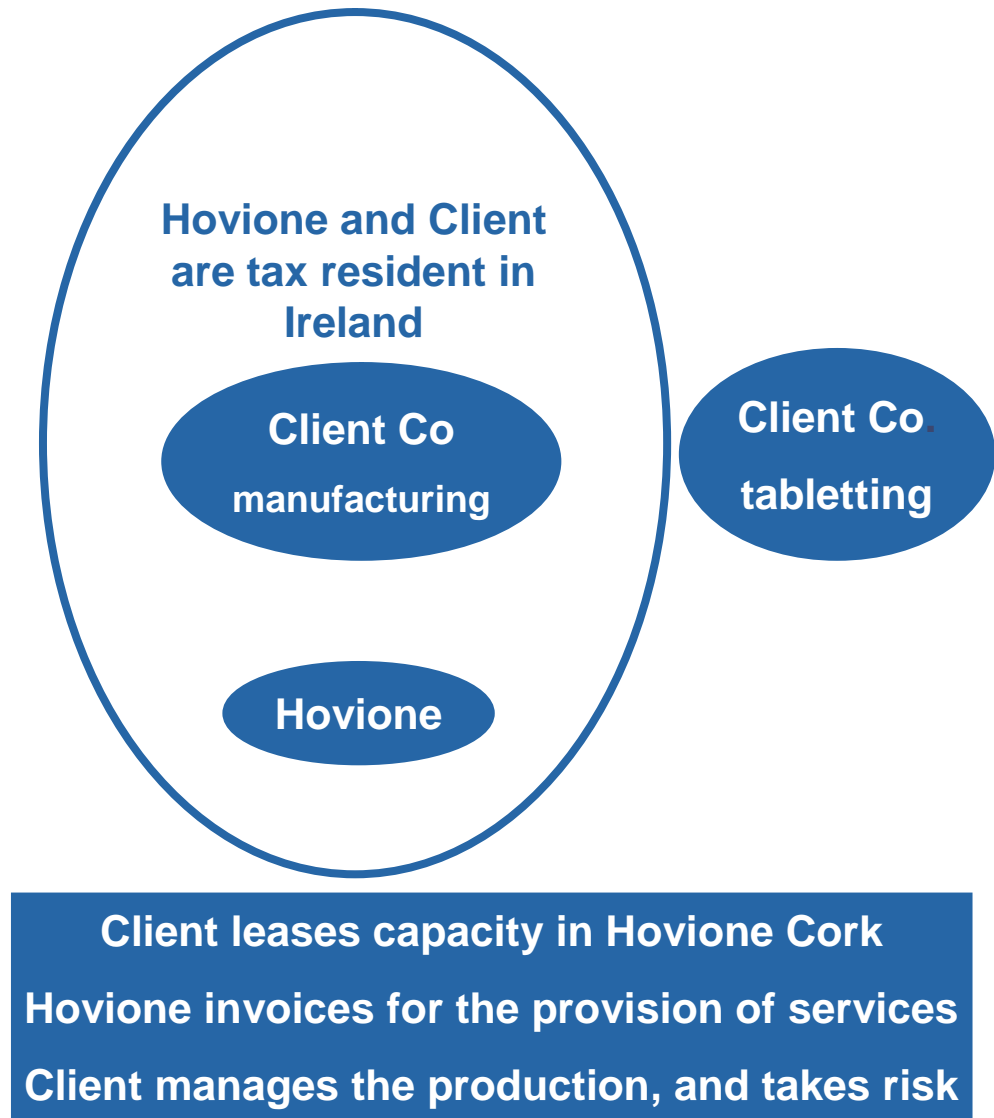 Hovione and Client
are tax resident in
Ireland
Client Co
manufacturing
Client Co.
tabletting
Hovione
Client leases capacity in Hovione Cork
Hovione invoices for the provision of services
Client manages the production, and takes risk